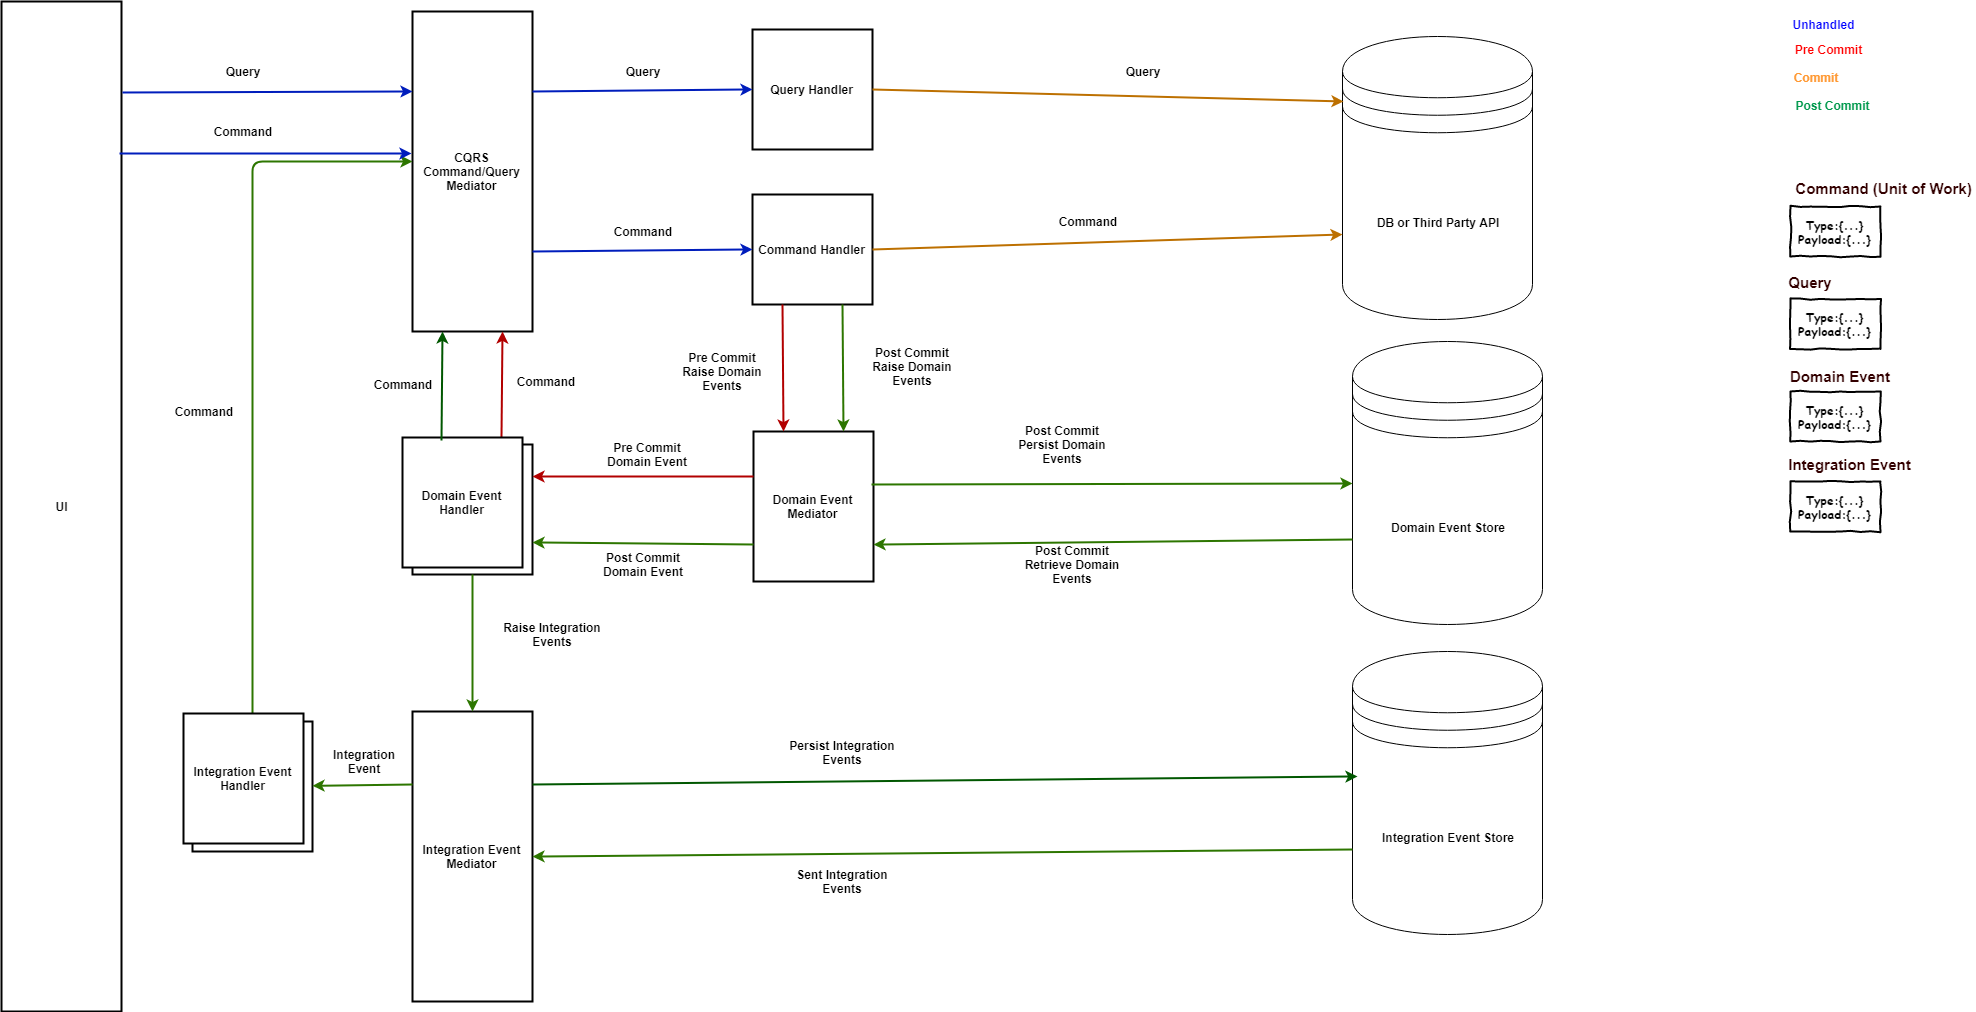 UI
Query
Command
Command
CQRS
Command/Query
Mediator
Query
Command
Query Handler
Command Handler
Query
Command
DB or Third Party API
Command
Command
Pre Commit
Raise Domain
Events
Post Commit
Raise Domain
Events
Domain Event
Handler
Pre Commit
Domain Event
Post Commit
Domain Event
Domain Event
Mediator
Post Commit
Persist Domain
Events
Post Commit
Retrieve Domain
Events
Domain Event Store
Raise Integration
Events
Integration Event
Handler
Integration
Event
Integration Event
Mediator
Persist Integration
Events
Sent Integration
Events
Integration Event Store
Unhandled
Pre Commit
Commit
Post Commit
Command (Unit of Work)
Type:{...}
Payload:{...}
Query
Type:{...}
Payload:{...}
Domain Event
Type:{...}
Payload:{...}
Integration Event
Type:{...}
Payload:{...}